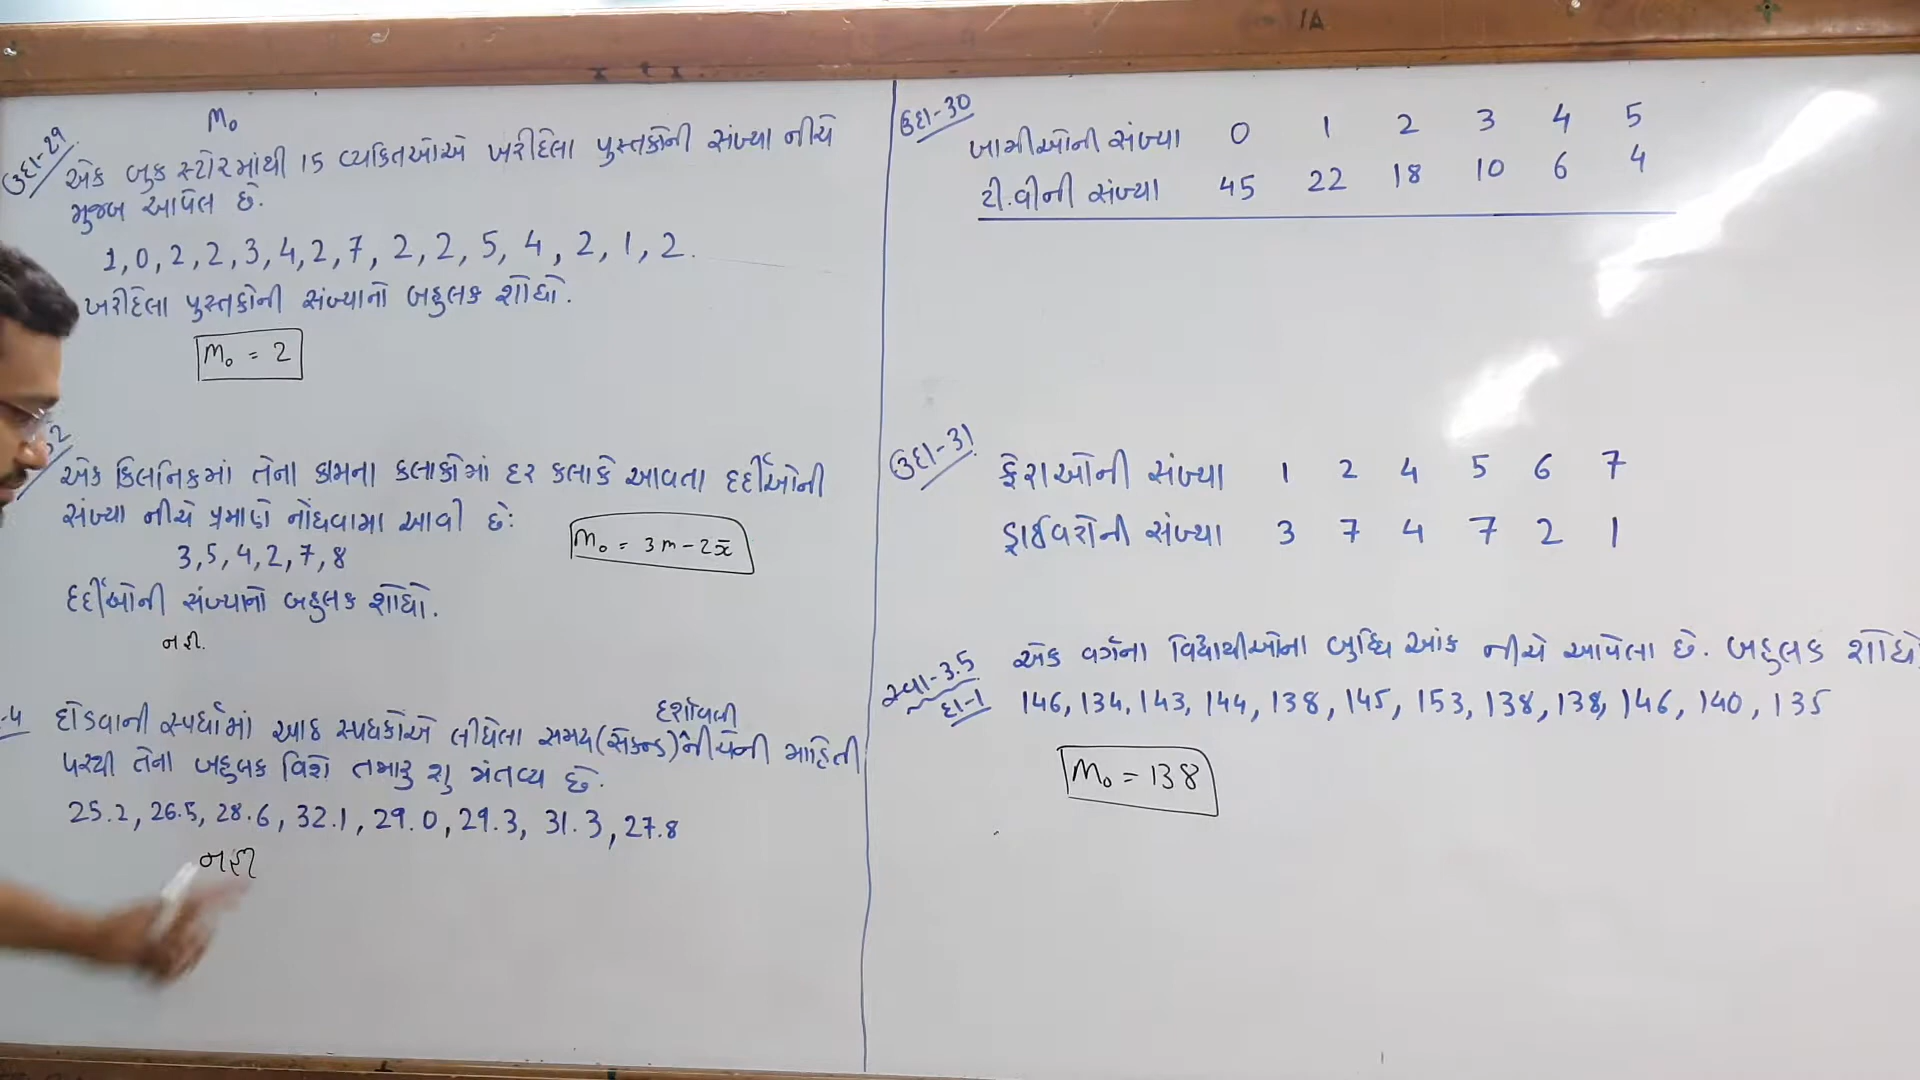 1A
M₀
ઉદા-29
એક બુક સ્ટોરમાંથી 15 વ્યકિતઓએ ખરીદેલા પુસ્તકોની સંખ્યા નીચે
મુજબ આપેલ છે.
1, 0, 2, 2, 3, 4, 2, 7, 2, 2, 5, 4, 2, 1, 2.
ખરીદેલા પુસ્તકોની સંખ્યાનો બહુલક શોધો.
M₀ = 2
એક ક્લિનિકમાં તેના કામના કલાકોમાં દર કલાકે આવતા દર્દીઓની
સંખ્યા નીચે પ્રમાણે નોંધવામા આવી છે:
3, 5, 4, 2, 7, 8
M₀ = 3m - 2x̄
દર્દીઓની સંખ્યાનો બહુલક શોધો.
નહી.
-4
દોડવાની સ્પર્ધામાં આઠ સ્પર્ધકોએ લીધેલા સમય (સેકન્ડ) દર્શાવતી નીચેની માહિતી
પરથી તેના બહુલક વિશે તમારુ શુ મંતવ્ય છે.
25.2, 26.5, 28.6, 32.1, 29.0, 29.3, 31.3, 27.8
નહી
ઉદા-30
ખામીઓની સંખ્યા 0 1 2 3 4 5
ટી.વીની સંખ્યા 45 22 18 10 6 4
ઉદા-31
ફેરાઓની સંખ્યા 1 2 4 5 6 7
ડ્રાઈવરોની સંખ્યા 3 7 4 7 2 1
સ્વા-3.5
દા-1
એક વર્ગના વિદ્યાર્થીઓના બુધ્ધિ આંક નીચે આપેલા છે. બહુલક શોધો
146, 134, 143, 144, 138, 145, 153, 138, 138, 146, 140, 135
M₀ = 138